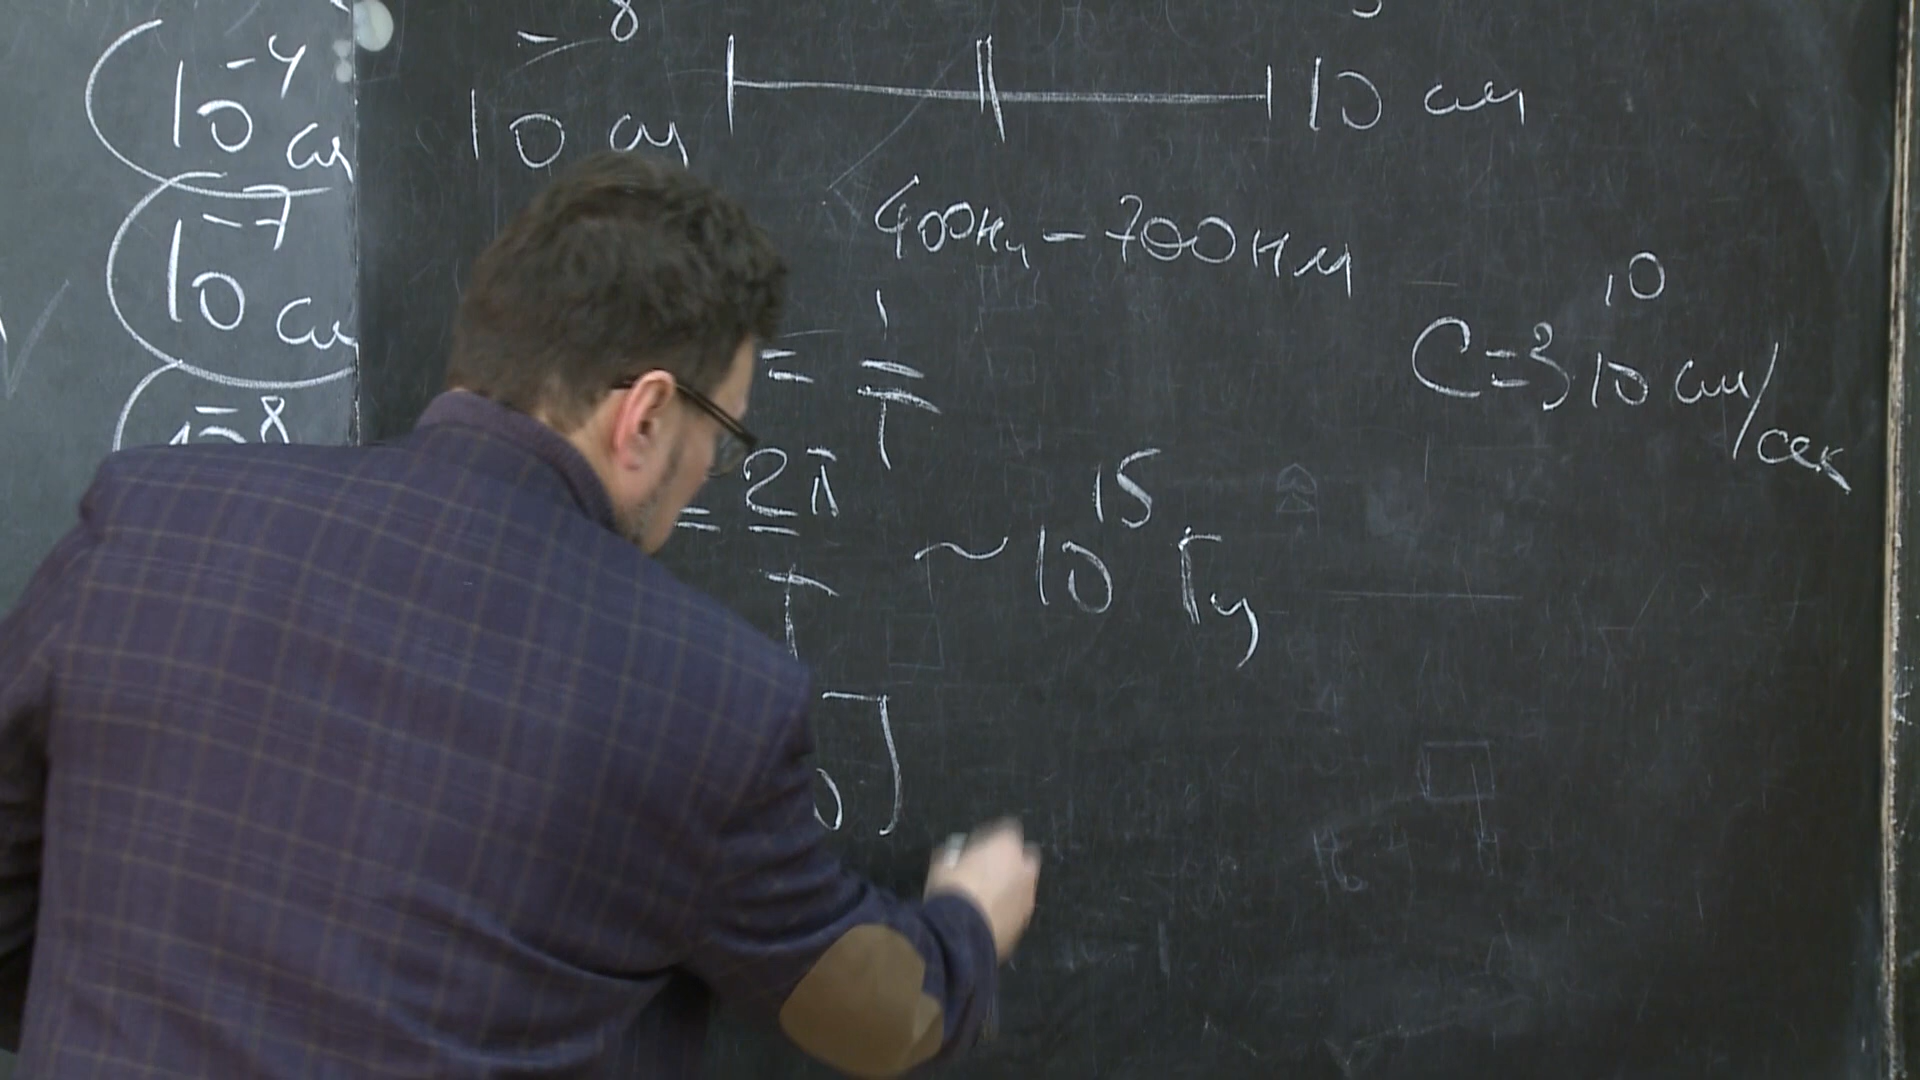 10⁻⁴ см
10⁻⁷ см
10⁻⁸
10⁻⁸ см
10 см
400нм – 700нм
= 1/T
C=3 10¹⁰ см/сек
= 2π/T ~10¹⁵ Гц